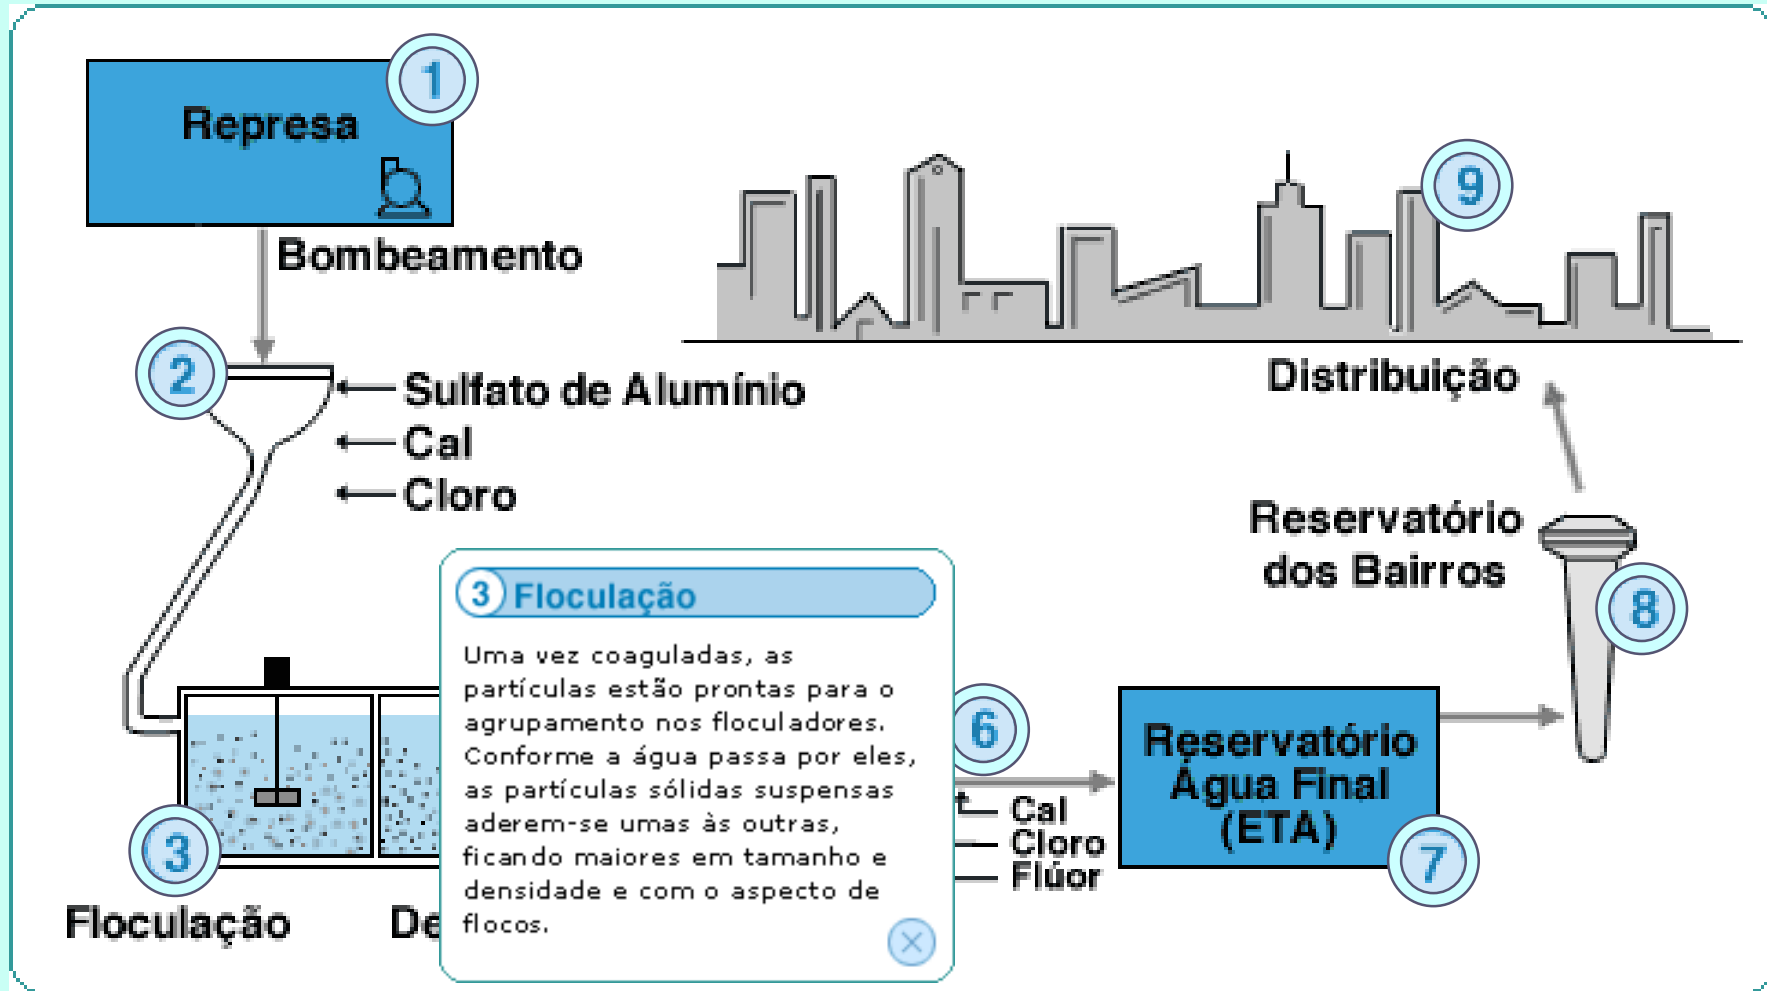 1
Represa
Bombeamento
2
Sulfato de Alumínio
Cal
Cloro
9
Distribuição
Reservatório
dos Bairros
8
3 Floculação
Uma vez coaguladas, as
partículas estão prontas para o
agrupamento nos floculadores.
Conforme a água passa por eles,
as partículas sólidas suspensas
aderem-se umas às outras,
ficando maiores em tamanho e
densidade e com o aspecto de
flocos.
3
Floculação
De
6
Cal
Cloro
Flúor
Reservatório
Água Final
(ETA)
7